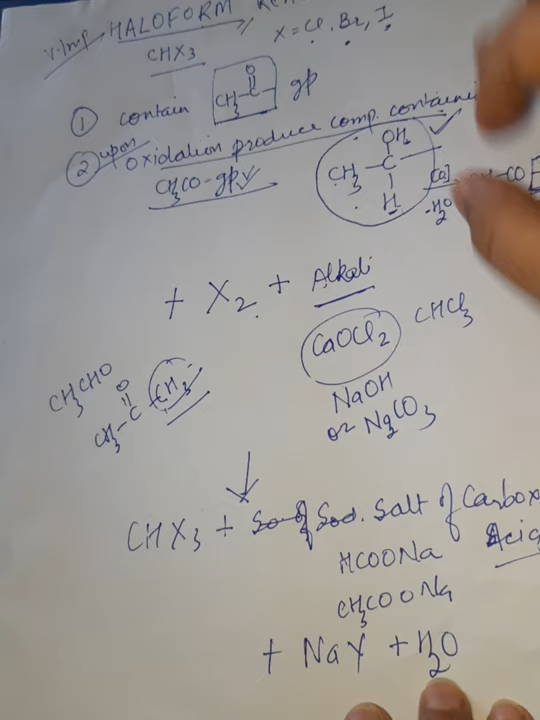 v.Imp HALOFORM
CHX3
X = Cl, Br, I
① contain CH3-C(=O)- gp
② upon Oxidation produce comp. containing
CH3CO-gp ✓
OH
CH3-C-
H
[O]
-H2O
+ X2 + Alkali
CaOCl2 CHCl3
CH3CHO
O
CH3-C-CH3
NaOH
or Na2CO3
CHX3 + Sod. Salt of Carbox
Acid
HCOONa
CH3COONa
+ NaX + H2O